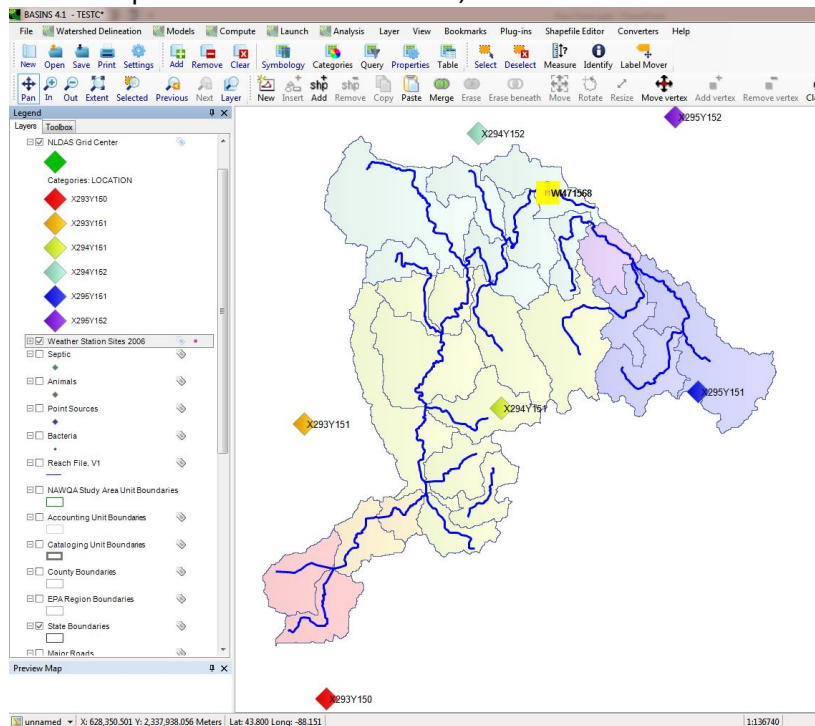 BASINS 4.1 - TESTC*
File Watershed Delineation Models Compute Launch Analysis Layer View Bookmarks Plug-ins Shapefile Editor Converters Help
New Open Save Print Settings Add Remove Clear Symbology Categories Query Properties Table Select Deselect Measure Identify Label Mover
Pan In Out Extent Selected Previous Next Layer New Insert Add Remove Copy Paste Merge Erase Erase beneath Move Rotate Resize Move vertex Add vertex Remove vertex
Legend
Layers Toolbox
NLDAS Grid Center
Categories: LOCATION
X293Y150
X293Y151
X294Y151
X294Y152
X295Y151
X295Y152
Weather Station Sites 2006
Septic
Animals
Point Sources
Bacteria
Reach File, V1
NAWQA Study Area Unit Boundaries
Accounting Unit Boundaries
Cataloging Unit Boundaries
County Boundaries
EPA Region Boundaries
State Boundaries
Major Roads
Preview Map
X295Y152
X294Y152
WI471568
X295Y151
X294Y151
X293Y151
X293Y150
unnamed X: 628,350.501 Y: 2,337,938.056 Meters Lat: 43.800 Long: -88.151 1:136740